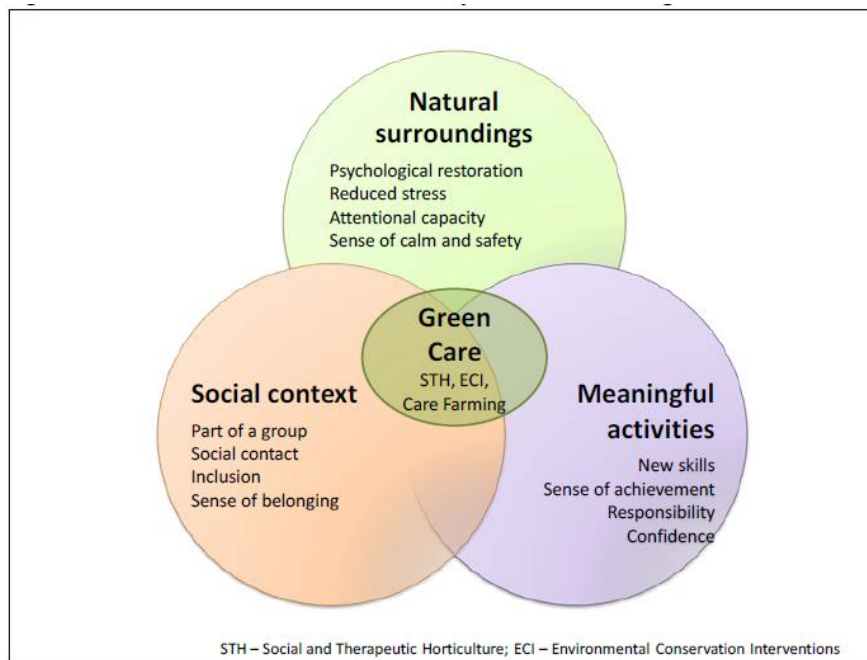 Natural
surroundings
Psychological restoration
Reduced stress
Attentional capacity
Sense of calm and safety
Green
Care
STH, ECI,
Care Farming
Social context
Part of a group
Social contact
Inclusion
Sense of belonging
Meaningful
activities
New skills
Sense of achievement
Responsibility
Confidence
STH – Social and Therapeutic Horticulture; ECI – Environmental Conservation Interventions